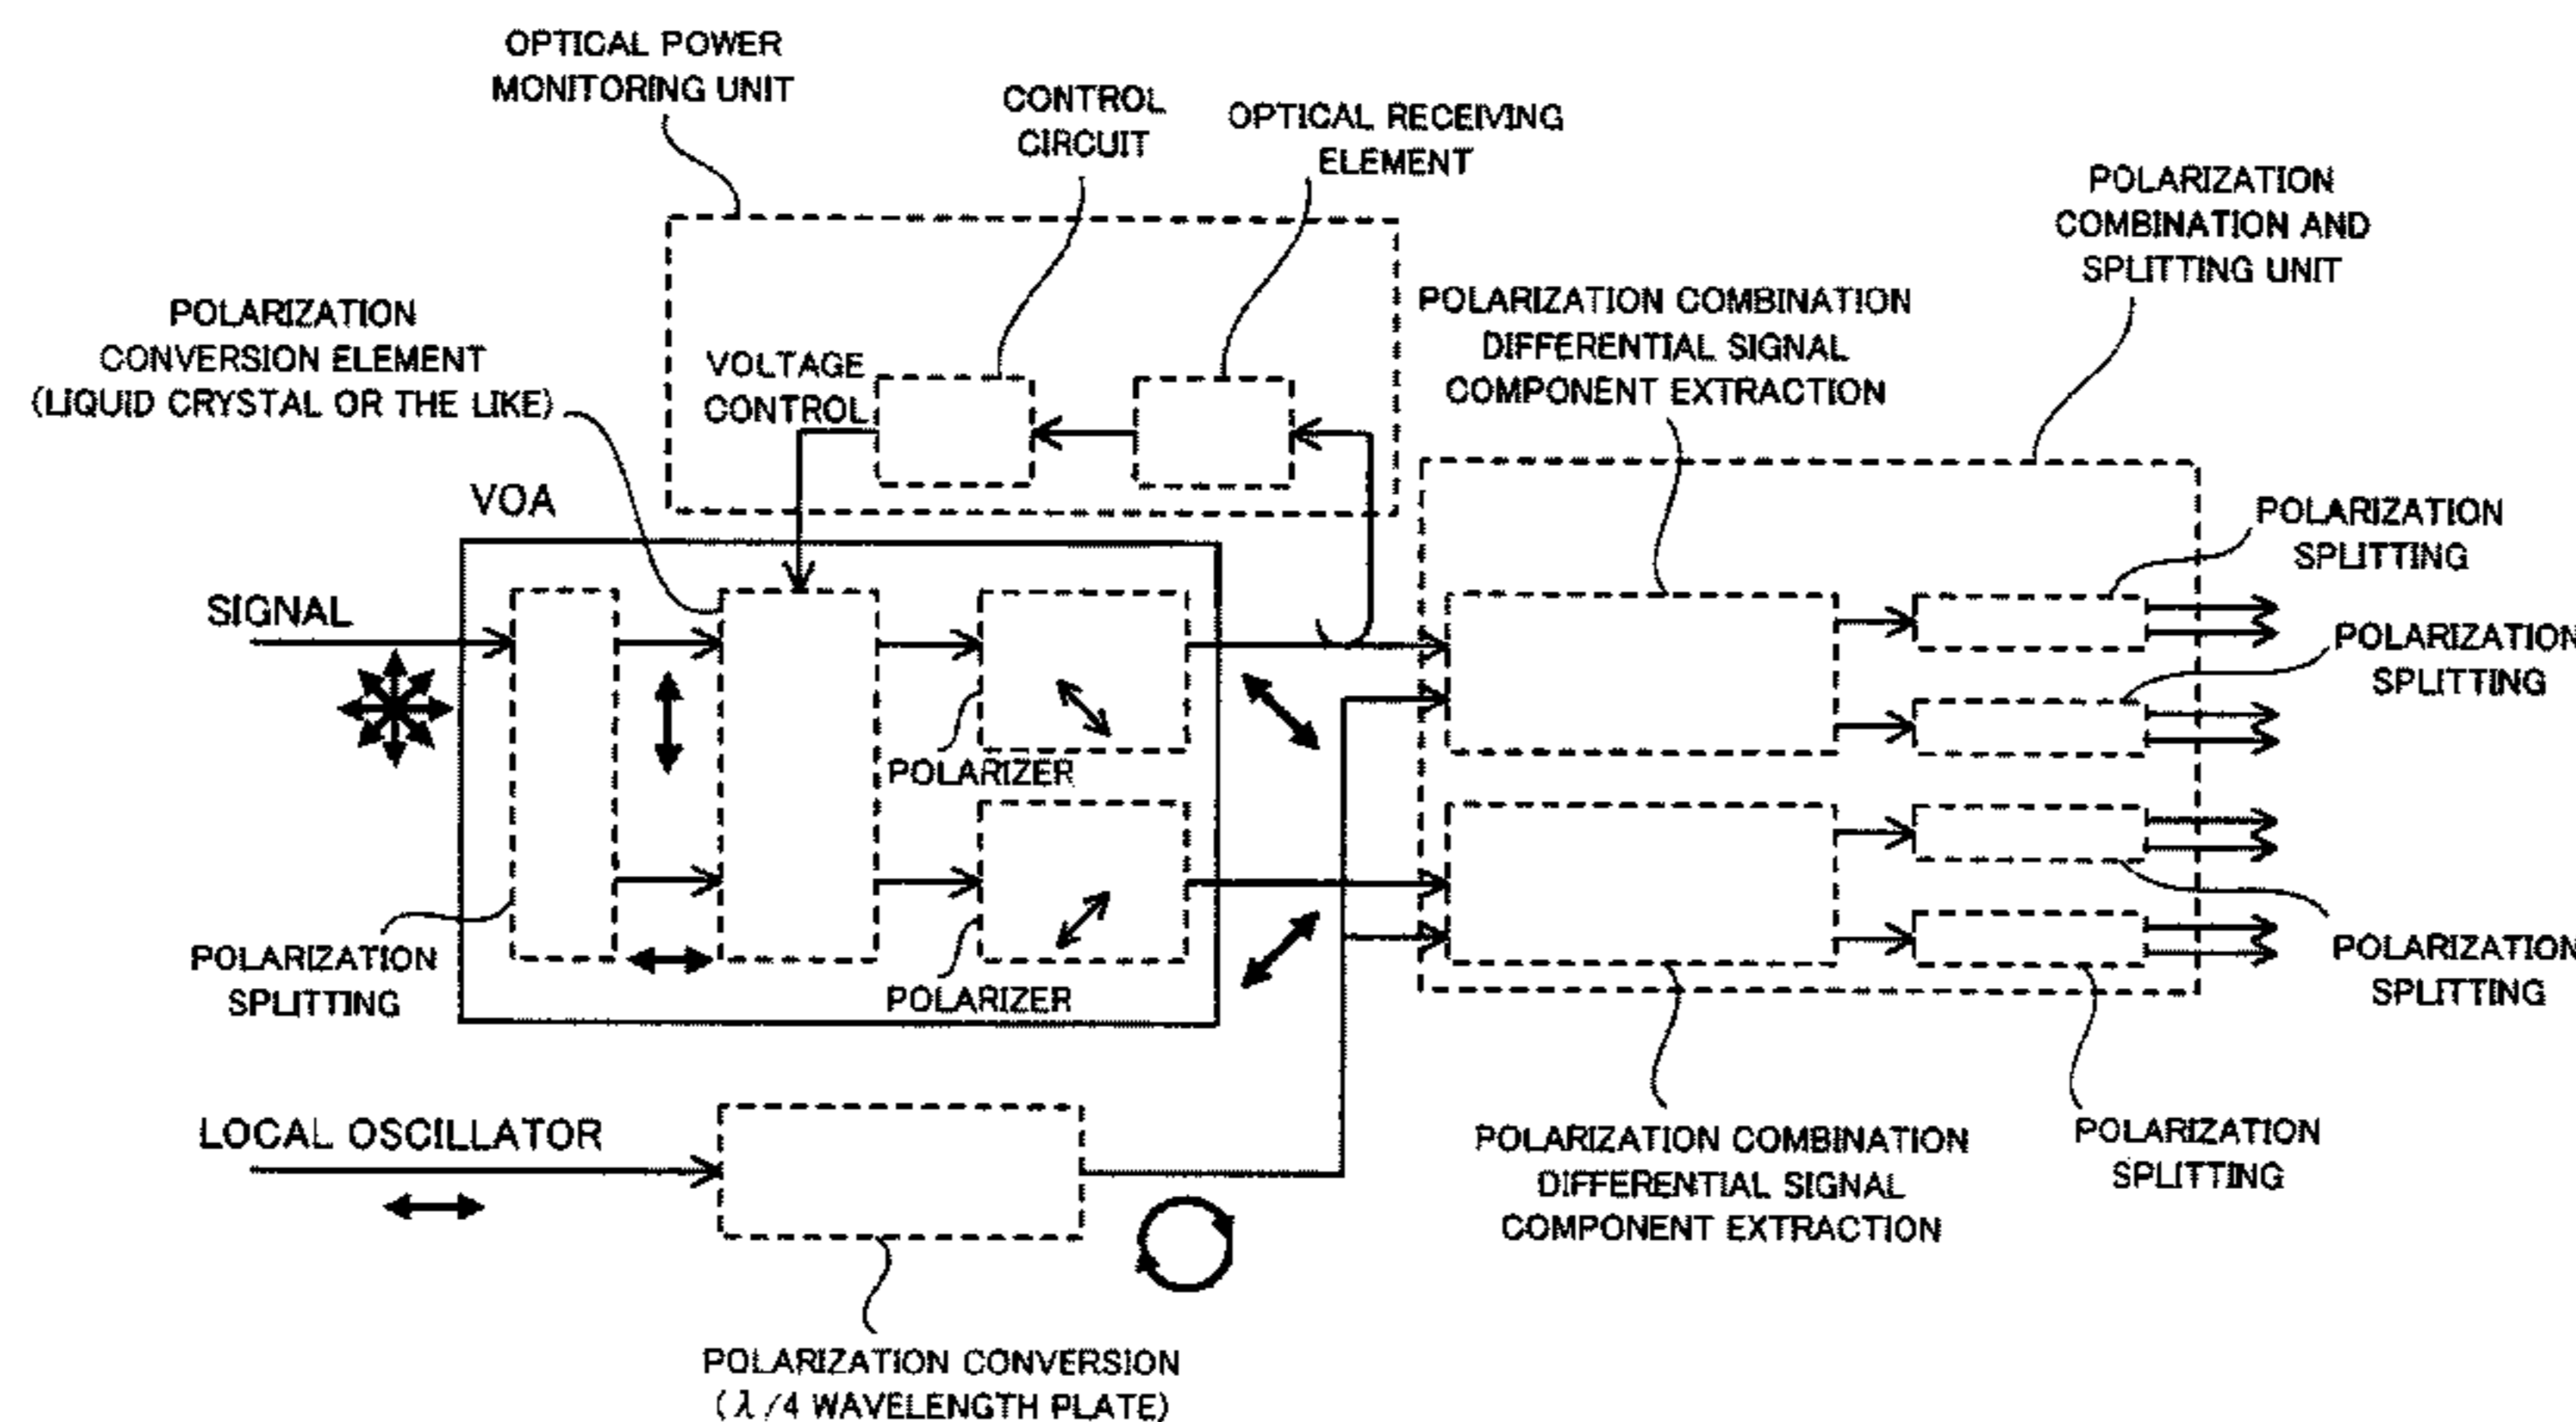 OPTICAL POWER
MONITORING UNIT
CONTROL
CIRCUIT
OPTICAL RECEIVING
ELEMENT
POLARIZATION
COMBINATION AND
SPLITTING UNIT
POLARIZATION
CONVERSION ELEMENT
(LIQUID CRYSTAL OR THE LIKE)
VOLTAGE
CONTROL
POLARIZATION COMBINATION
DIFFERENTIAL SIGNAL
COMPONENT EXTRACTION
VOA
POLARIZATION
SPLITTING
SIGNAL
POLARIZATION
SPLITTING
POLARIZER
POLARIZATION
SPLITTING
POLARIZER
POLARIZATION
SPLITTING
LOCAL OSCILLATOR
POLARIZATION COMBINATION
DIFFERENTIAL SIGNAL
COMPONENT EXTRACTION
POLARIZATION
SPLITTING
POLARIZATION CONVERSION
(λ/4 WAVELENGTH PLATE)